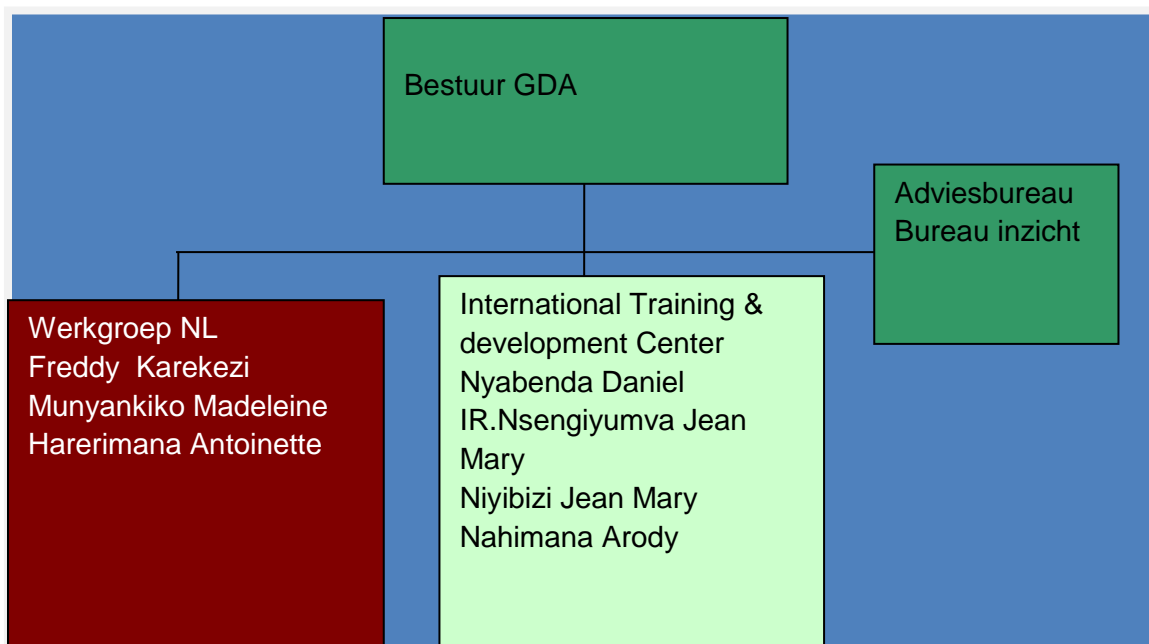 Bestuur GDA
Adviesbureau
Bureau inzicht
Werkgroep NL
Freddy  Karekezi
Munyankiko Madeleine
Harerimana Antoinette
International Training &
development Center
Nyabenda Daniel
IR.Nsengiyumva Jean
Mary
Niyibizi Jean Mary
Nahimana Arody